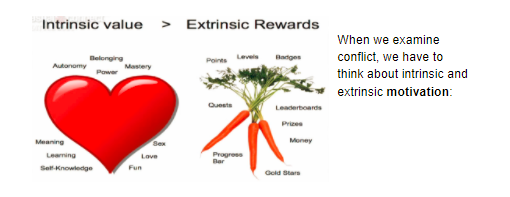 Intrinsic value > Extrinsic Rewards
Belonging
Autonomy
Mastery
Power
Meaning
Sex
Learning
Love
Self-Knowledge
Fun
Points
Levels
Badges
Quests
Leaderboards
Prizes
Money
Progress
Bar
Gold Stars
When we examine
conflict, we have to
think about intrinsic and
extrinsic motivation: